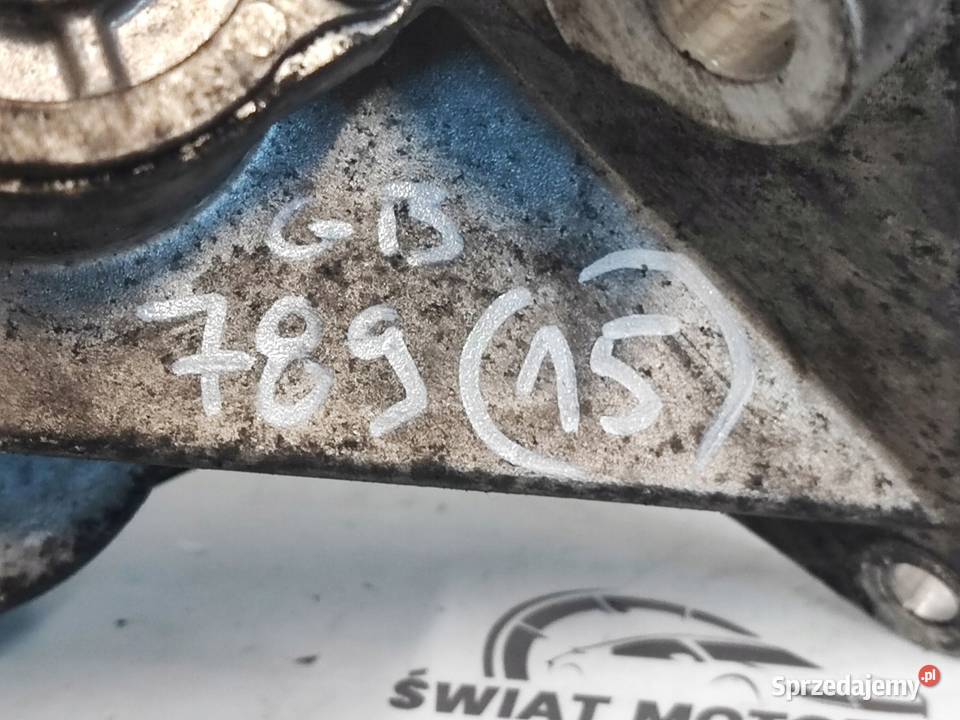 GB
789 (15)
ŚWIAT MOTO
Sprzedajemy.pl